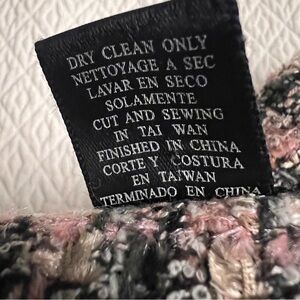 DRY CLEAN ONLY
NETTOYAGE A SEC
LAVAR EN SECO
SOLAMENTE
CUT AND SEWING
IN TAI WAN
FINISHED IN CHINA
CORTE Y COSTURA
EN TAIWAN
TERMINADO EN CHINA